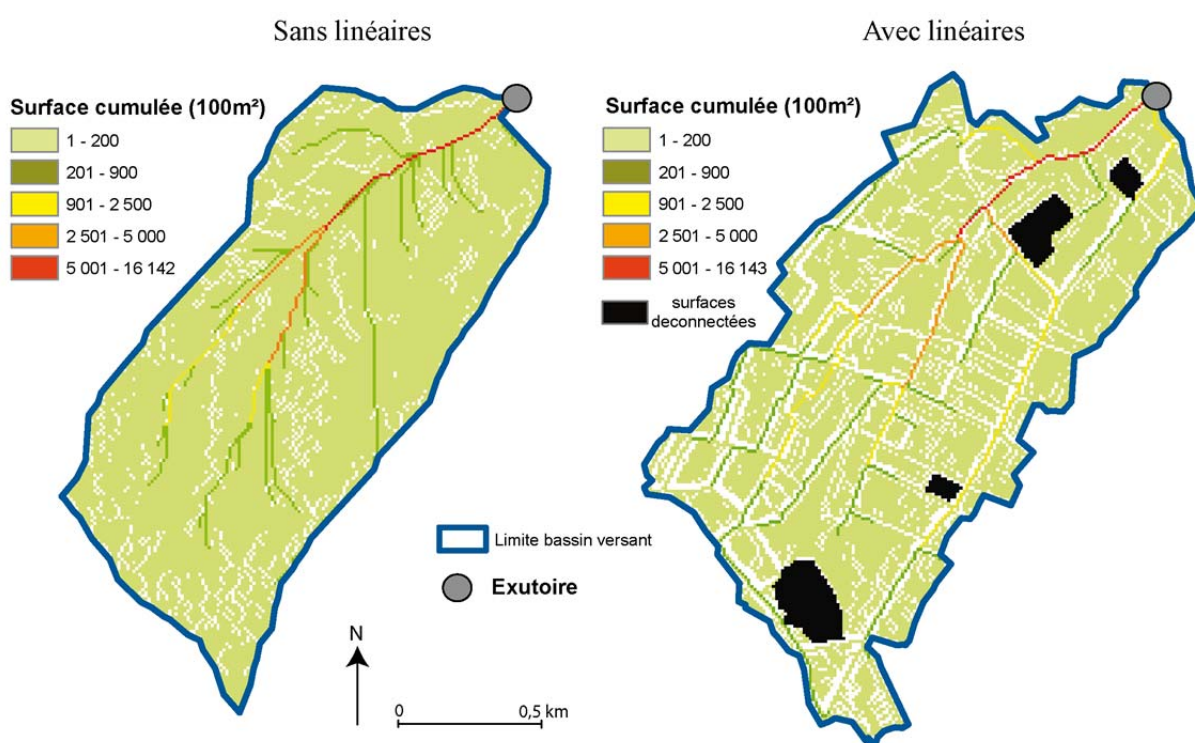 Sans linéaires
Surface cumulée (100m²)
1 - 200
201 - 900
901 - 2 500
2 501 - 5 000
5 001 - 16 142
Avec linéaires
Surface cumulée (100m²)
1 - 200
201 - 900
901 - 2 500
2 501 - 5 000
5 001 - 16 143
surfaces
deconnectées
Limite bassin versant
Exutoire
N
0
0,5 km